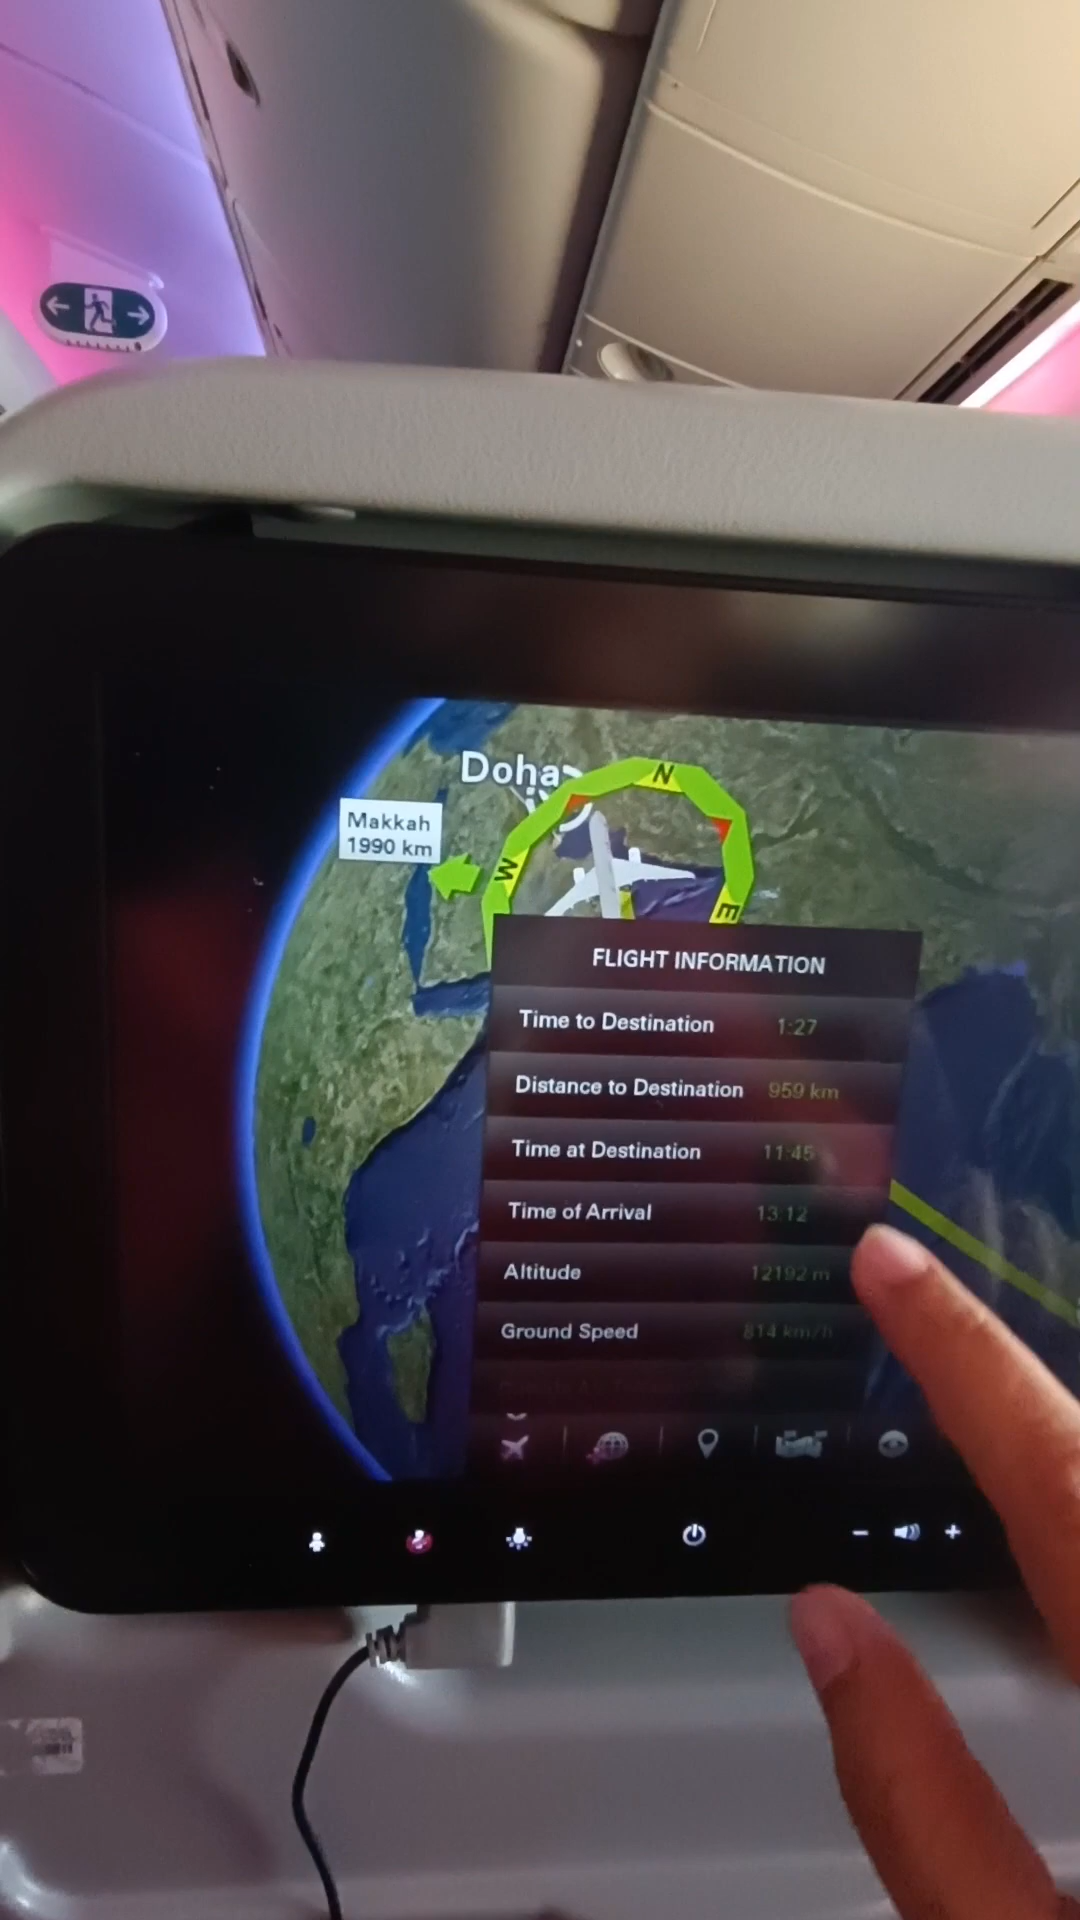 Doha
N
Makkah
1990 km
W
E
FLIGHT INFORMATION
Time to Destination 1:27
Distance to Destination 959 km
Time at Destination 11:45
Time of Arrival 13:12
Altitude 12192 m
Ground Speed 814 km/h